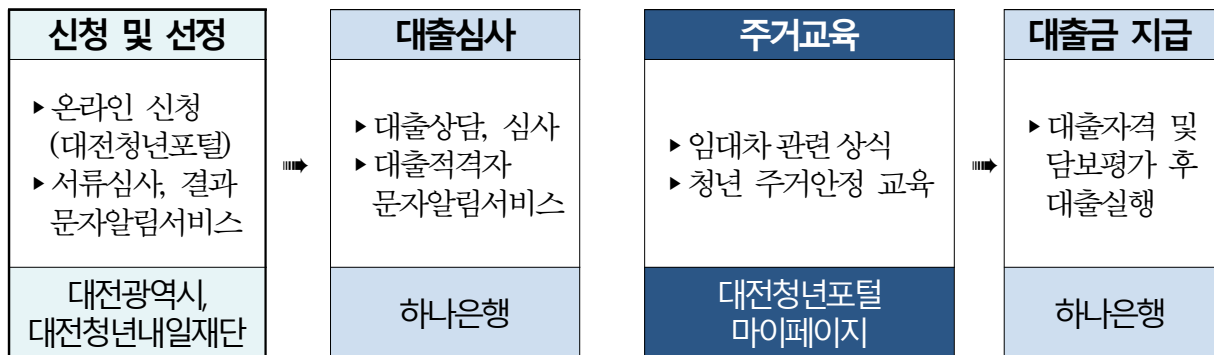 신청 및 선정
▸온라인 신청
(대전청년포털)
▸서류심사, 결과
문자알림서비스
대전광역시,
대전청년내일재단
대출심사
▸대출상담, 심사
▸대출적격자
문자알림서비스
하나은행
주거교육
▸임대차 관련 상식
▸청년 주거안정 교육
대전청년포털
마이페이지
대출금 지급
▸대출자격 및
담보평가 후
대출실행
하나은행